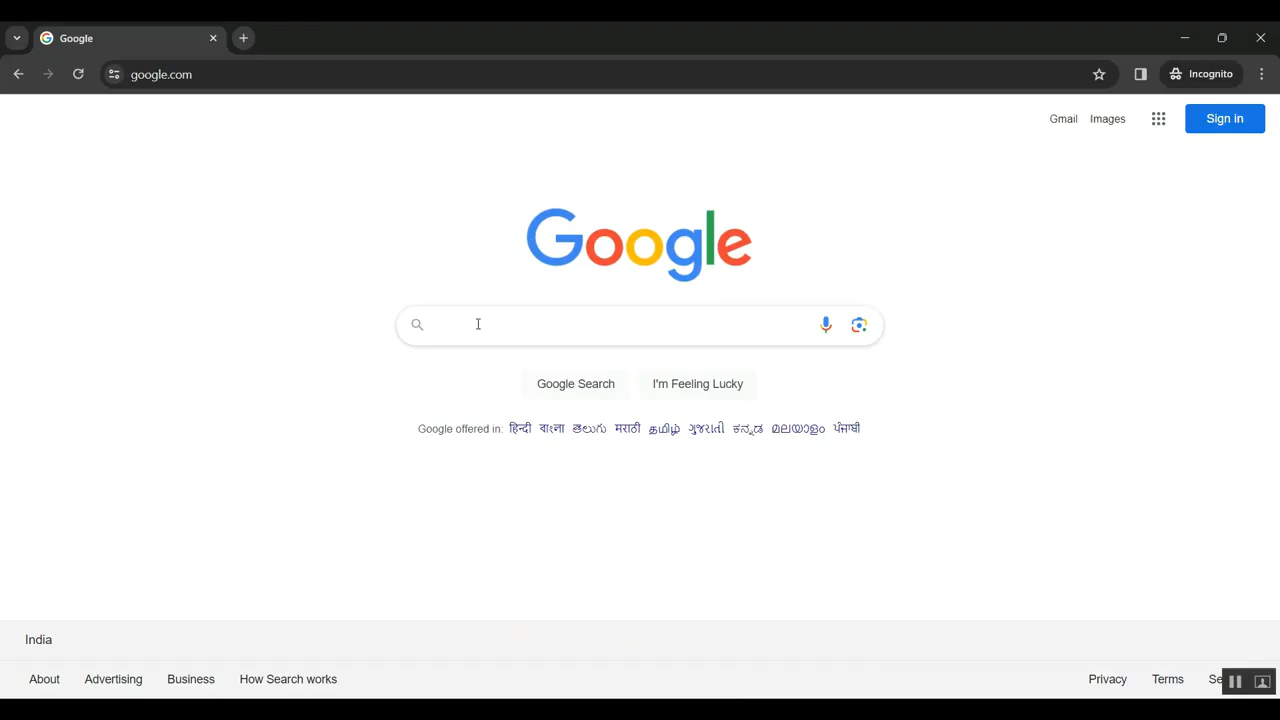 Google
google.com
Incognito
Gmail Images
Sign in
Google
Google Search I'm Feeling Lucky
Google offered in: हिन्दी বাংলা తెలుగు मराठी தமிழ் ગુજરાતી ಕನ್ನಡ മലയാളം ਪੰਜਾਬੀ
India
About Advertising Business How Search works Privacy Terms Se